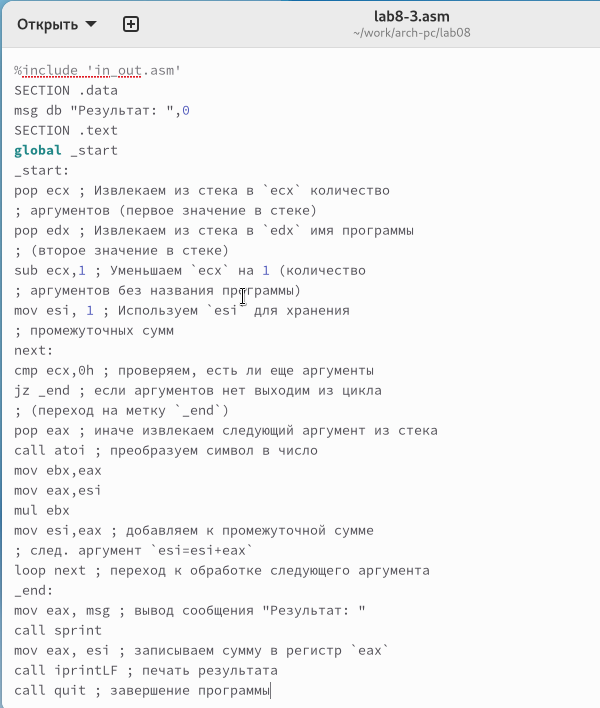 Открыть
lab8-3.asm
~/work/arch-pc/lab08
%include 'in_out.asm'
SECTION .data
msg db "Результат: ",0
SECTION .text
global _start
_start:
pop ecx ; Извлекаем из стека в `ecx` количество
; аргументов (первое значение в стеке)
pop edx ; Извлекаем из стека в `edx` имя программы
; (второе значение в стеке)
sub ecx,1 ; Уменьшаем `ecx` на 1 (количество
; аргументов без названия программы)
mov esi, 1 ; Используем `esi` для хранения
; промежуточных сумм
next:
cmp ecx,0h ; проверяем, есть ли еще аргументы
jz _end ; если аргументов нет выходим из цикла
; (переход на метку `_end`)
pop eax ; иначе извлекаем следующий аргумент из стека
call atoi ; преобразуем символ в число
mov ebx,eax
mov eax,esi
mul ebx
mov esi,eax ; добавляем к промежуточной сумме
; след. аргумент `esi=esi+eax`
loop next ; переход к обработке следующего аргумента
_end:
mov eax, msg ; вывод сообщения "Результат: "
call sprint
mov eax, esi ; записываем сумму в регистр `eax`
call iprintLF ; печать результата
call quit ; завершение программы